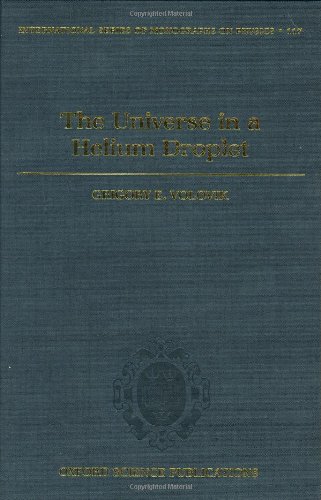 INTERNATIONAL SERIES OF MONOGRAPHS ON PHYSICS • 117
The Universe in a
Helium Droplet
GRIGORY E. VOLOVIK
OXFORD SCIENCE PUBLICATIONS